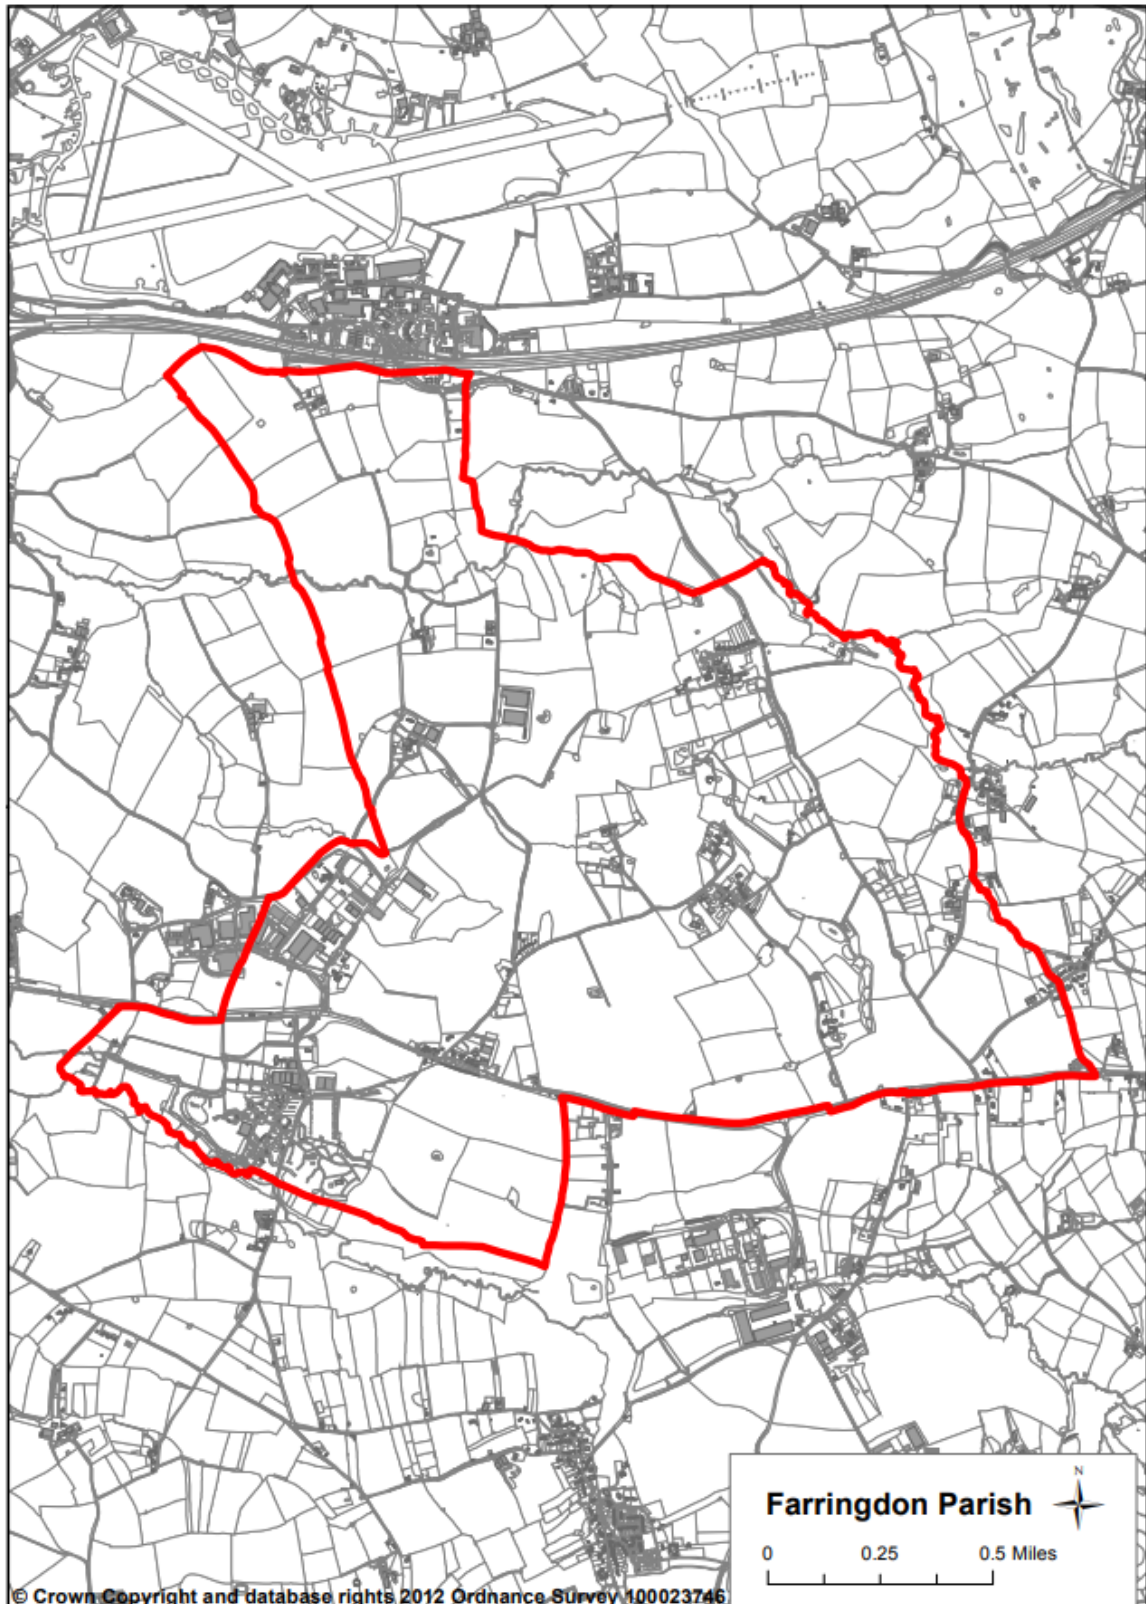 N
Farringdon Parish
0 0.25 0.5 Miles
© Crown Copyright and database rights 2012 Ordnance Survey 100023746